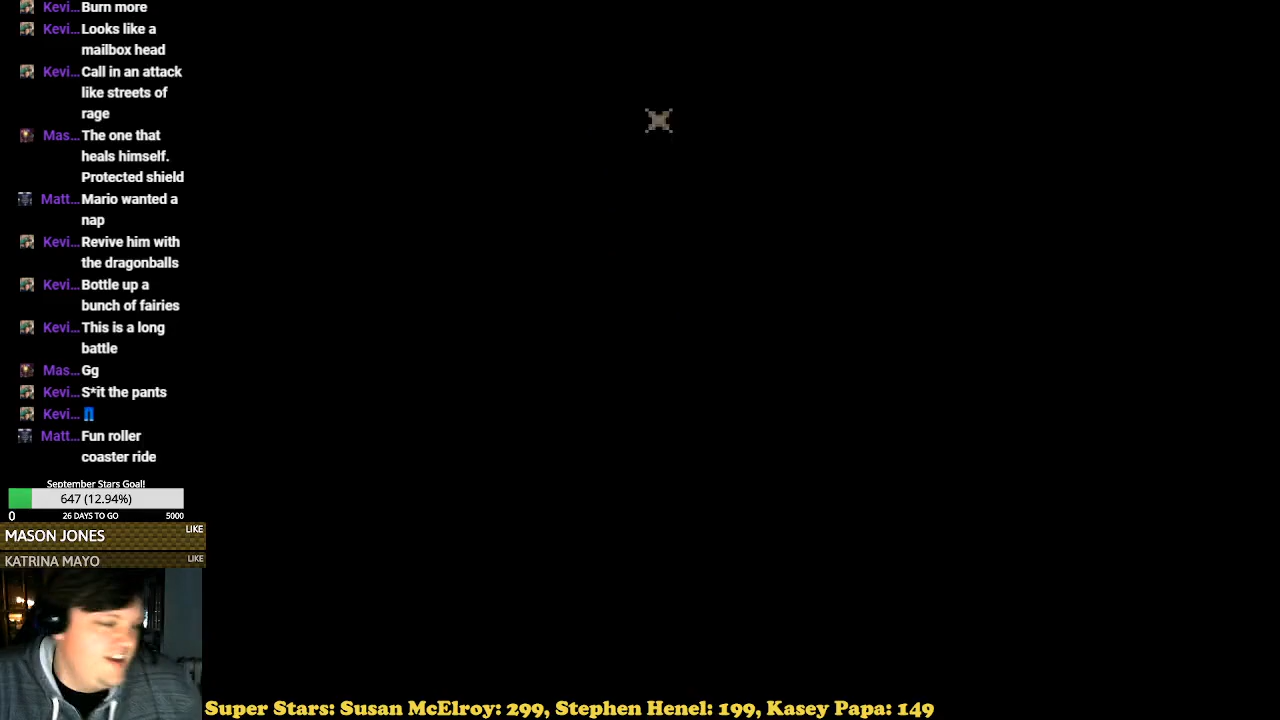 Kevi... Burn more
Kevi... Looks like a
mailbox head
Kevi... Call in an attack
like streets of
rage
Mas... The one that
heals himself.
Protected shield
Matt... Mario wanted a
nap
Kevi... Revive him with
the dragonballs
Kevi... Bottle up a
bunch of fairies
Kevi... This is a long
battle
Mas... Gg
Kevi... S*it the pants
Kevi... 👖
Matt... Fun roller
coaster ride
September Stars Goal!
647 (12.94%)
0 26 DAYS TO GO 5000
MASON JONES LIKE
KATRINA MAYO LIKE
Super Stars: Susan McElroy: 299, Stephen Henel: 199, Kasey Papa: 149